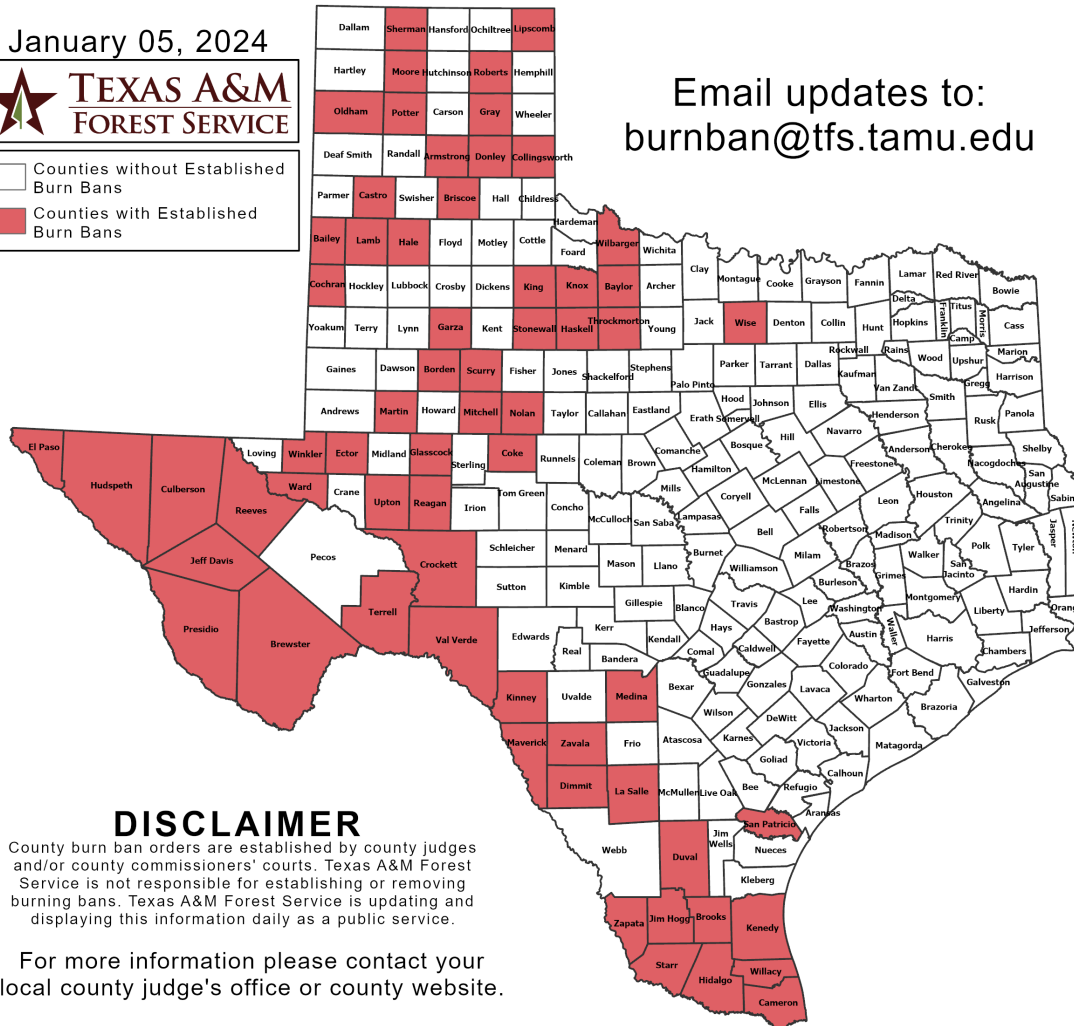 January 05, 2024
TEXAS A&M
FOREST SERVICE
Counties without Established
Burn Bans
Counties with Established
Burn Bans
Email updates to:
burnban@tfs.tamu.edu
Dallam Sherman Hansford Ochiltree Lipscomb
Hartley Moore Hutchinson Roberts Hemphill
Oldham Potter Carson Gray Wheeler
Deaf Smith Randall Armstrong Donley Collingsworth
Parmer Castro Swisher Briscoe Hall Childress
Hardeman
Bailey Lamb Hale Floyd Motley Cottle Foard Wilbarger Wichita
Clay Montague Cooke Grayson Fannin Lamar Red River Bowie
Cochran Hockley Lubbock Crosby Dickens King Knox Baylor Archer
Delta Franklin Titus Morris Cass
Yoakum Terry Lynn Garza Kent Stonewall Haskell Throckmorton Young Jack Wise Denton Collin Hunt Hopkins Camp
Rockwall Rains Wood Upshur Marion
Gaines Dawson Borden Scurry Fisher Jones Shackelford Stephens Palo Pinto Parker Tarrant Dallas Kaufman Van Zandt Gregg Harrison
Andrews Martin Howard Mitchell Nolan Taylor Callahan Eastland Erath Hood Somervell Johnson Ellis Henderson Smith Rusk Panola
El Paso Hudspeth Culberson Reeves Loving Winkler Ector Midland Glasscock Sterling Coke Runnels Coleman Brown Comanche Bosque Hill Navarro Anderson Cherokee Nacogdoches Shelby
Ward Crane Upton Reagan Irion Tom Green Concho Mills Hamilton McLennan Limestone Freestone San Augustine Sabin
McCulloch San Saba Lampasas Coryell Falls Leon Houston Angelina
Jeff Davis Pecos Crockett Schleicher Menard Bell Robertson Madison Trinity Polk Tyler Jasper
Mason Llano Burnet Williamson Milam Brazos Grimes Walker San Jacinto
Presidio Brewster Terrell Val Verde Sutton Kimble Gillespie Blanco Travis Lee Burleson Washington Montgomery Liberty Hardin Orang
Edwards Real Kerr Kendall Hays Bastrop Fayette Austin Waller Harris Chambers Jefferson
Bandera Comal Caldwell Guadalupe Gonzales Colorado Fort Bend Galveston
Kinney Uvalde Medina Bexar Wilson Lavaca Wharton Brazoria
Maverick Zavala Frio Atascosa Karnes DeWitt Victoria Jackson Matagorda
Dimmit La Salle McMullen Live Oak Bee Goliad Refugio Calhoun
Aransas
Webb Duval Jim Wells San Patricio Nueces
Kleberg
Zapata Jim Hogg Brooks Kenedy
Starr Hidalgo Willacy
Cameron
DISCLAIMER
County burn ban orders are established by county judges
and/or county commissioners' courts. Texas A&M Forest
Service is not responsible for establishing or removing
burning bans. Texas A&M Forest Service is updating and
displaying this information daily as a public service.
For more information please contact your
local county judge's office or county website.